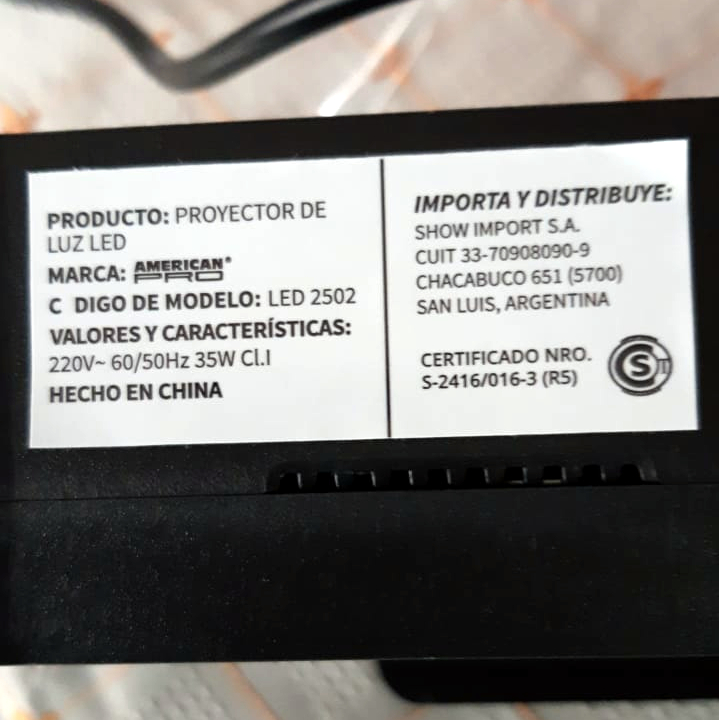 PRODUCTO: PROYECTOR DE
LUZ LED
MARCA: AMERICAN®
PRO
C DIGO DE MODELO: LED 2502
VALORES Y CARACTERÍSTICAS:
220V~ 60/50Hz 35W Cl.I
HECHO EN CHINA
IMPORTA Y DISTRIBUYE:
SHOW IMPORT S.A.
CUIT 33-70908090-9
CHACABUCO 651 (5700)
SAN LUIS, ARGENTINA
CERTIFICADO NRO.
S-2416/016-3 (R5)
S